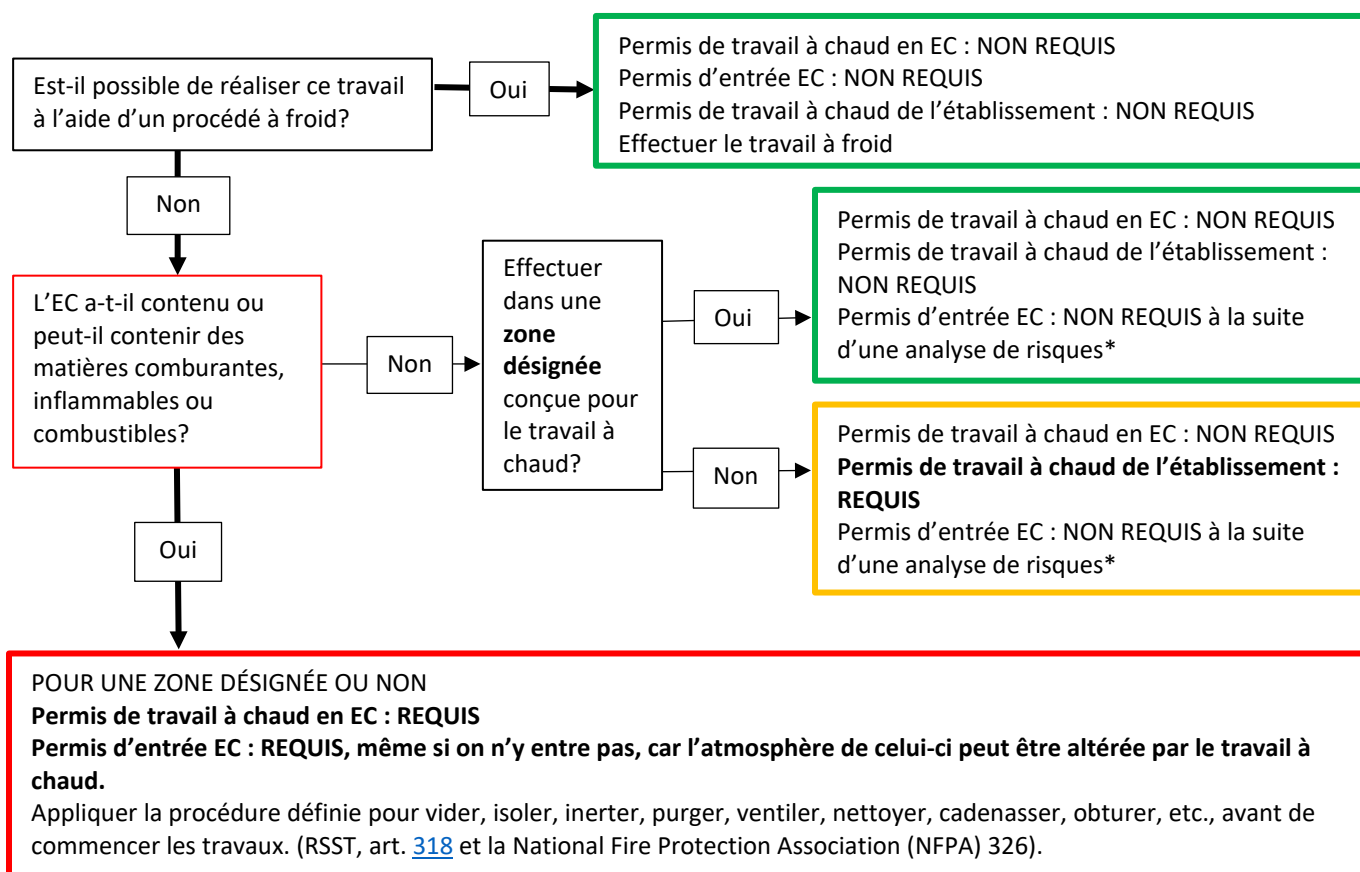 Est-il possible de réaliser ce travail
à l’aide d’un procédé à froid?
Oui
Permis de travail à chaud en EC : NON REQUIS
Permis d’entrée EC : NON REQUIS
Permis de travail à chaud de l’établissement : NON REQUIS
Effectuer le travail à froid
Non
L’EC a-t-il contenu ou
peut-il contenir des
matières comburantes,
inflammables ou
combustibles?
Non
Effectuer
dans une
zone
désignée
conçue pour
le travail à
chaud?
Oui
Permis de travail à chaud en EC : NON REQUIS
Permis de travail à chaud de l’établissement :
NON REQUIS
Permis d’entrée EC : NON REQUIS à la suite
d’une analyse de risques*
Non
Permis de travail à chaud en EC : NON REQUIS
Permis de travail à chaud de l’établissement :
REQUIS
Permis d’entrée EC : NON REQUIS à la suite
d’une analyse de risques*
Oui
POUR UNE ZONE DÉSIGNÉE OU NON
Permis de travail à chaud en EC : REQUIS
Permis d’entrée EC : REQUIS, même si on n’y entre pas, car l’atmosphère de celui-ci peut être altérée par le travail à
chaud.
Appliquer la procédure définie pour vider, isoler, inerter, purger, ventiler, nettoyer, cadenasser, obturer, etc., avant de
commencer les travaux. (RSST, art. 318 et la National Fire Protection Association (NFPA) 326).